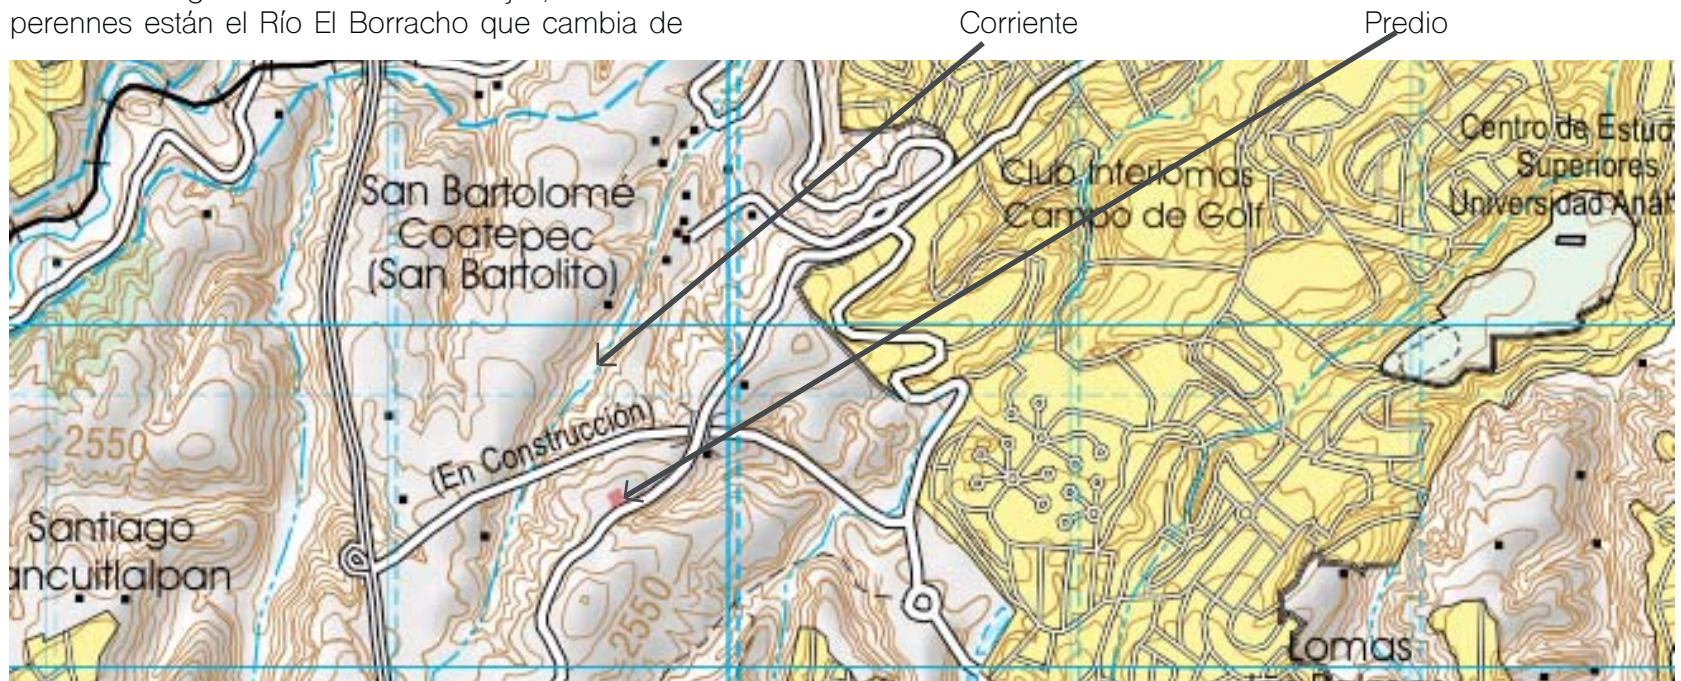 perennes están el Río El Borracho que cambia de
Corriente
Predio
San Bartolomé
Coatepec
(San Bartolito)
Club Interlomas
Campo de Golf
Centro de Estud
Superiores
Universidad Anáh
2550
(En Construcción)
Santiago
ancuitlalpan
2550
Lomas